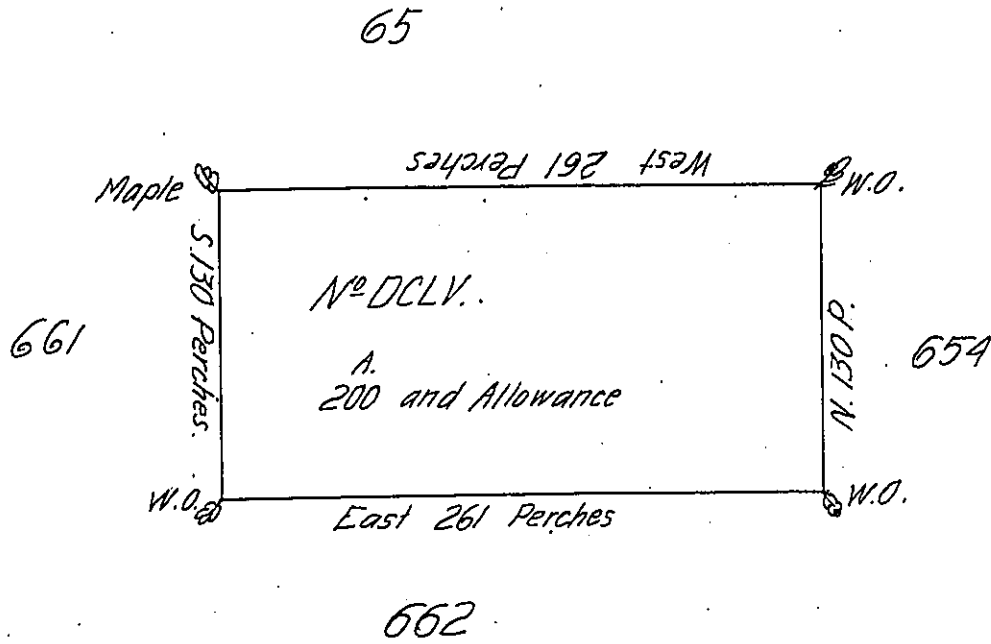 65
West 261 Perches
Maple
W.O.
S. 130 Perches.
Nº DCLV..
661
N. 130 P.
654
A.
200 and Allowance
W.O.
W.O.
East 261 Perches
662